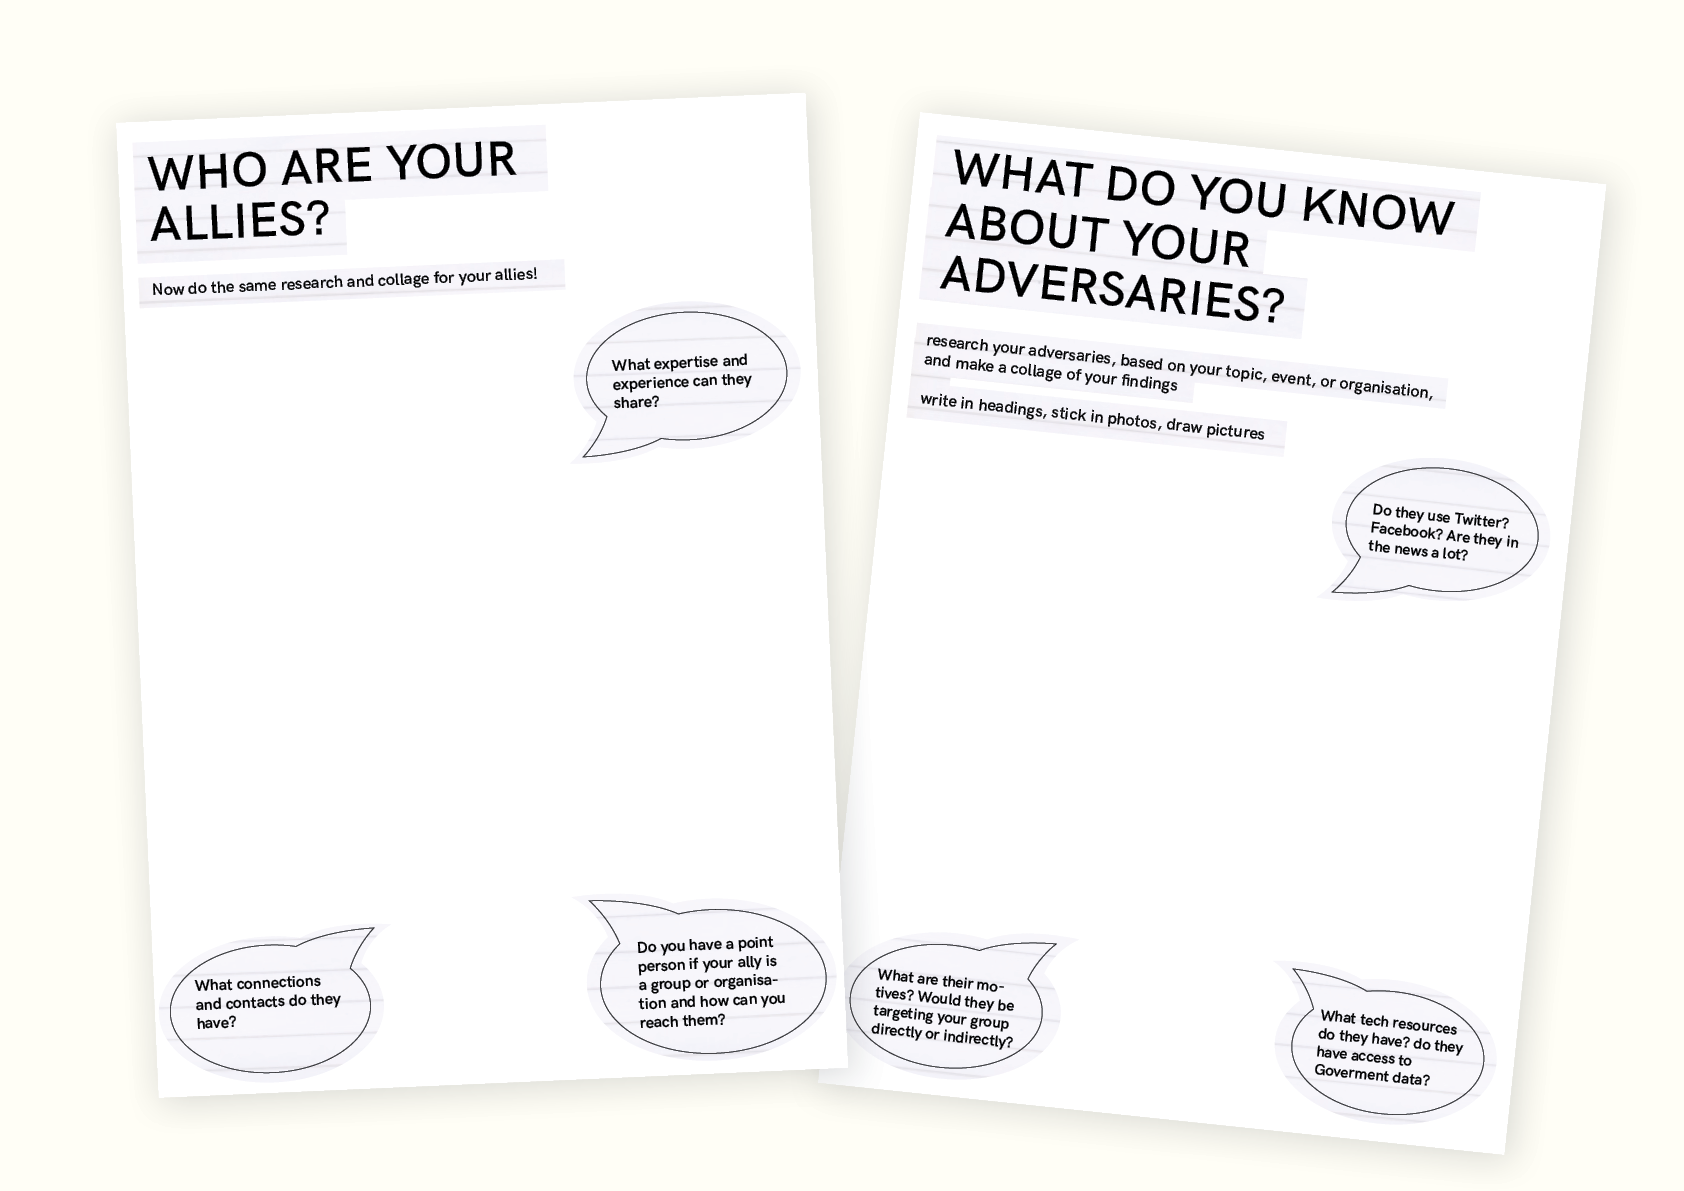 WHO ARE YOUR
ALLIES?
Now do the same research and collage for your allies!
What expertise and
experience can they
share?
What connections
and contacts do they
have?
Do you have a point
person if your ally is
a group or organisa-
tion and how can you
reach them?
WHAT DO YOU KNOW
ABOUT YOUR
ADVERSARIES?
research your adversaries, based on your topic, event, or organisation,
and make a collage of your findings
write in headings, stick in photos, draw pictures
Do they use Twitter?
Facebook? Are they in
the news a lot?
What are their mo-
tives? Would they be
targeting your group
directly or indirectly?
What tech resources
do they have? do they
have access to
Goverment data?